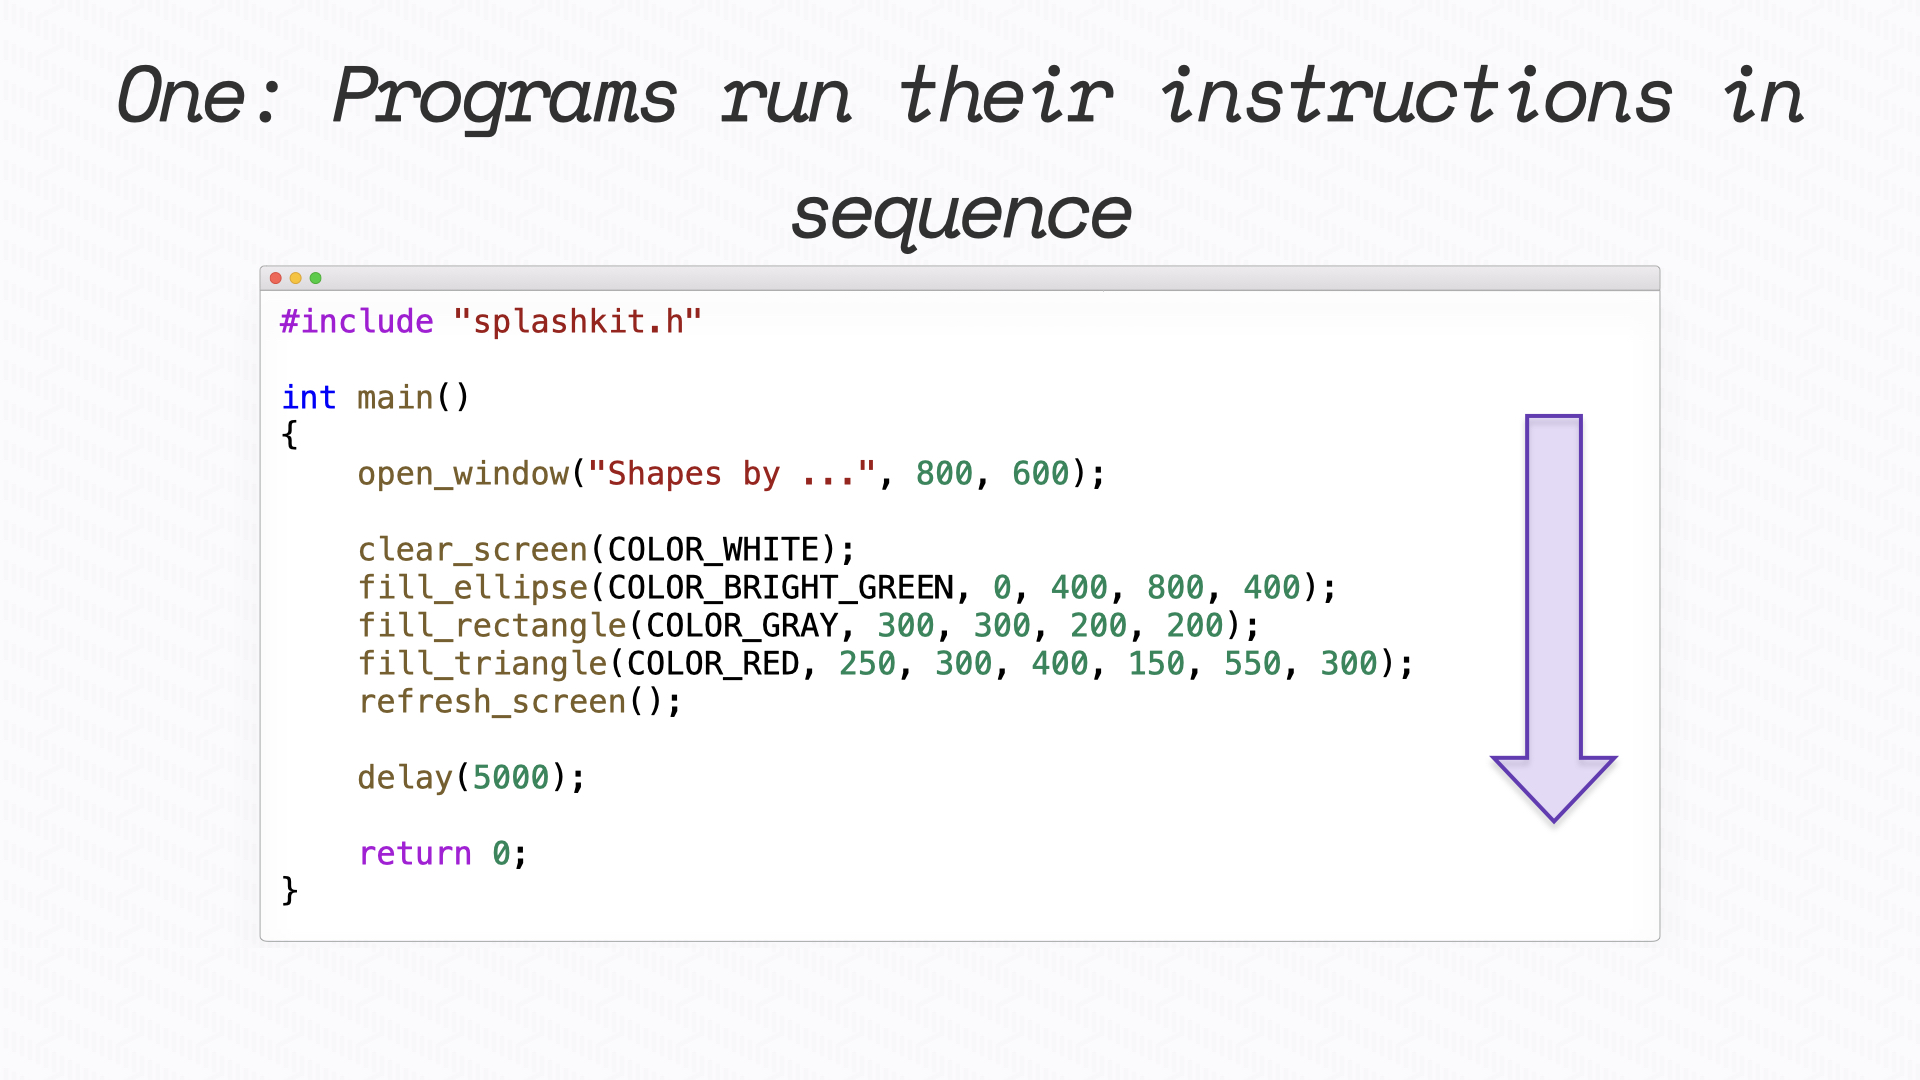 One: Programs run their instructions in
sequence
#include "splashkit.h"
int main()
{
open_window("Shapes by ...", 800, 600);
clear_screen(COLOR_WHITE);
fill_ellipse(COLOR_BRIGHT_GREEN, 0, 400, 800, 400);
fill_rectangle(COLOR_GRAY, 300, 300, 200, 200);
fill_triangle(COLOR_RED, 250, 300, 400, 150, 550, 300);
refresh_screen();
delay(5000);
return 0;
}